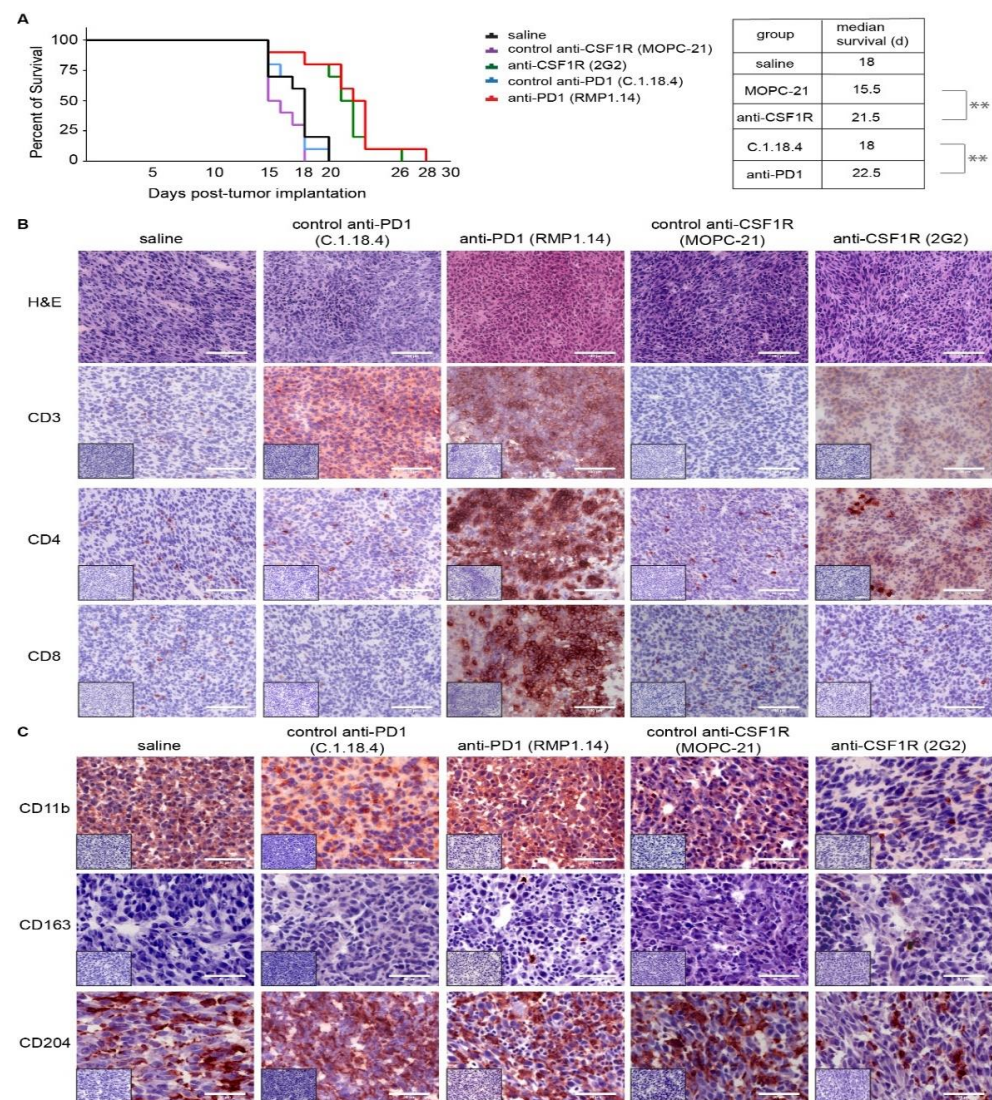 A
100
75
50
25
0
Percent of Survival
5
10
15
18
20
26
28
30
Days post-tumor implantation
saline
control anti-CSF1R (MOPC-21)
anti-CSF1R (2G2)
control anti-PD1 (C.1.18.4)
anti-PD1 (RMP1.14)
group
median
survival (d)
saline
18
MOPC-21
15.5
anti-CSF1R
21.5
**
C.1.18.4
18
anti-PD1
22.5
**
B
saline
control anti-PD1
(C.1.18.4)
anti-PD1 (RMP1.14)
control anti-CSF1R
(MOPC-21)
anti-CSF1R (2G2)
H&E
CD3
CD4
CD8
C
saline
control anti-PD1
(C.1.18.4)
anti-PD1 (RMP1.14)
control anti-CSF1R
(MOPC-21)
anti-CSF1R (2G2)
CD11b
CD163
CD204